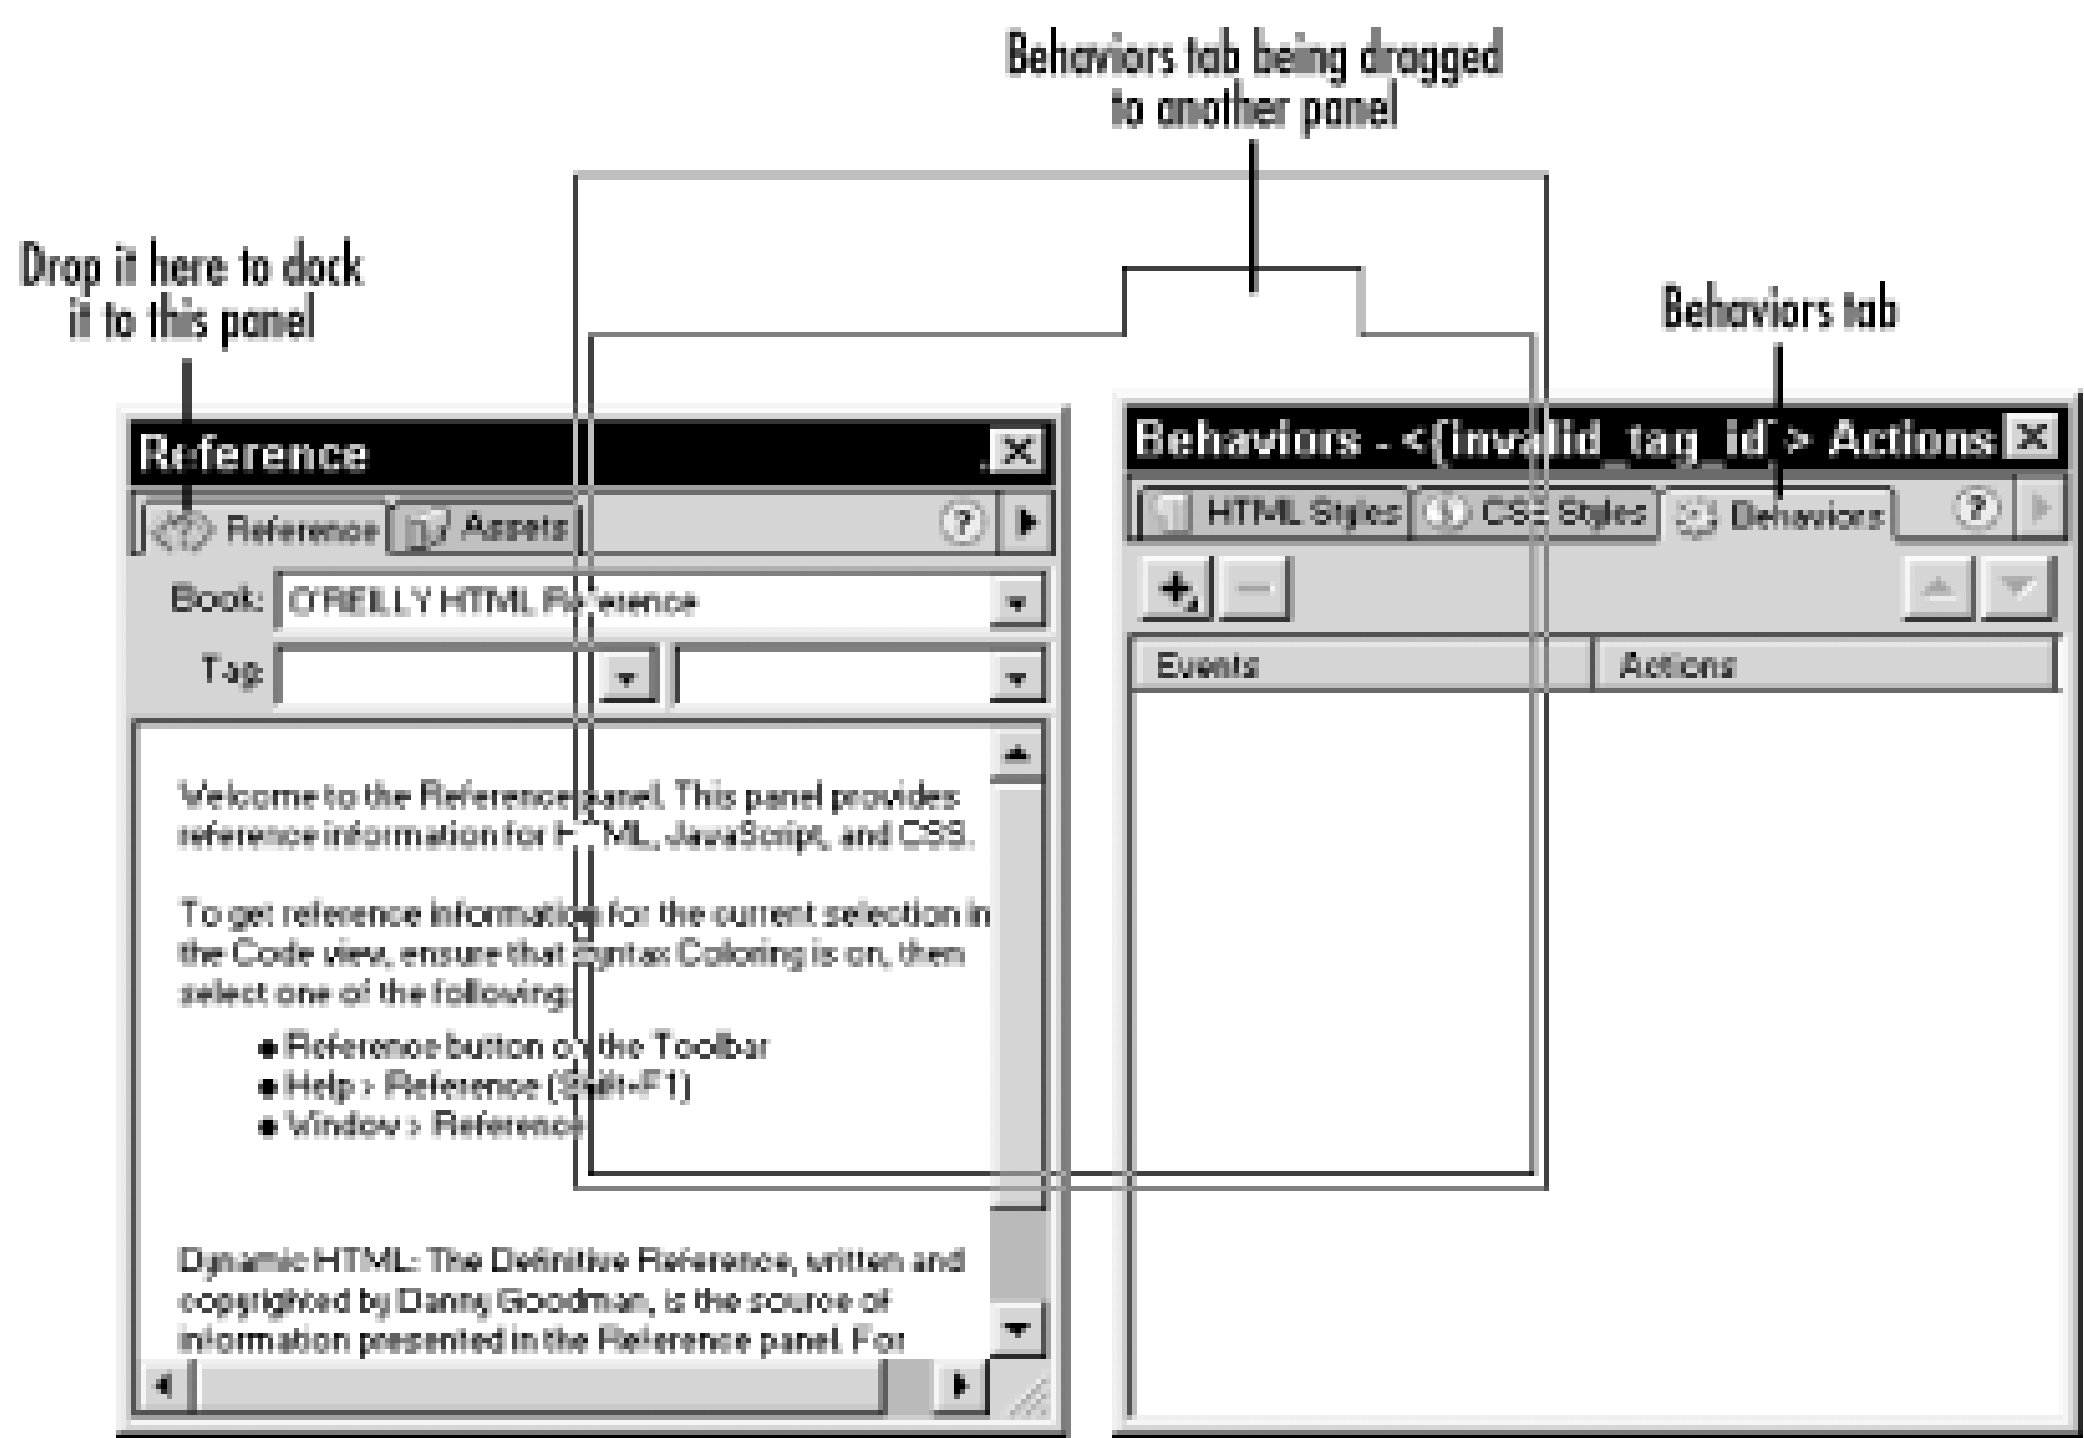 Behaviors tab being dragged
to another panel
Drop it here to dock
it to this panel
Behaviors tab
Reference
Reference Assets
Book: O'REILLY HTML Reference
Tag:
Welcome to the Reference panel. This panel provides
reference information for HTML, JavaScript, and CSS.
To get reference information for the current selection in
the Code view, ensure that Syntax Coloring is on, then
select one of the following:
• Reference button on the Toolbar
• Help > Reference (Shift+F1)
• Window > Reference
Dynamic HTML: The Definitive Reference, written and
copyrighted by Danny Goodman, is the source of
information presented in the Reference panel. For
Behaviors - <{invalid_tag_id}> Actions
HTML Styles CSS Styles Behaviors
Events Actions